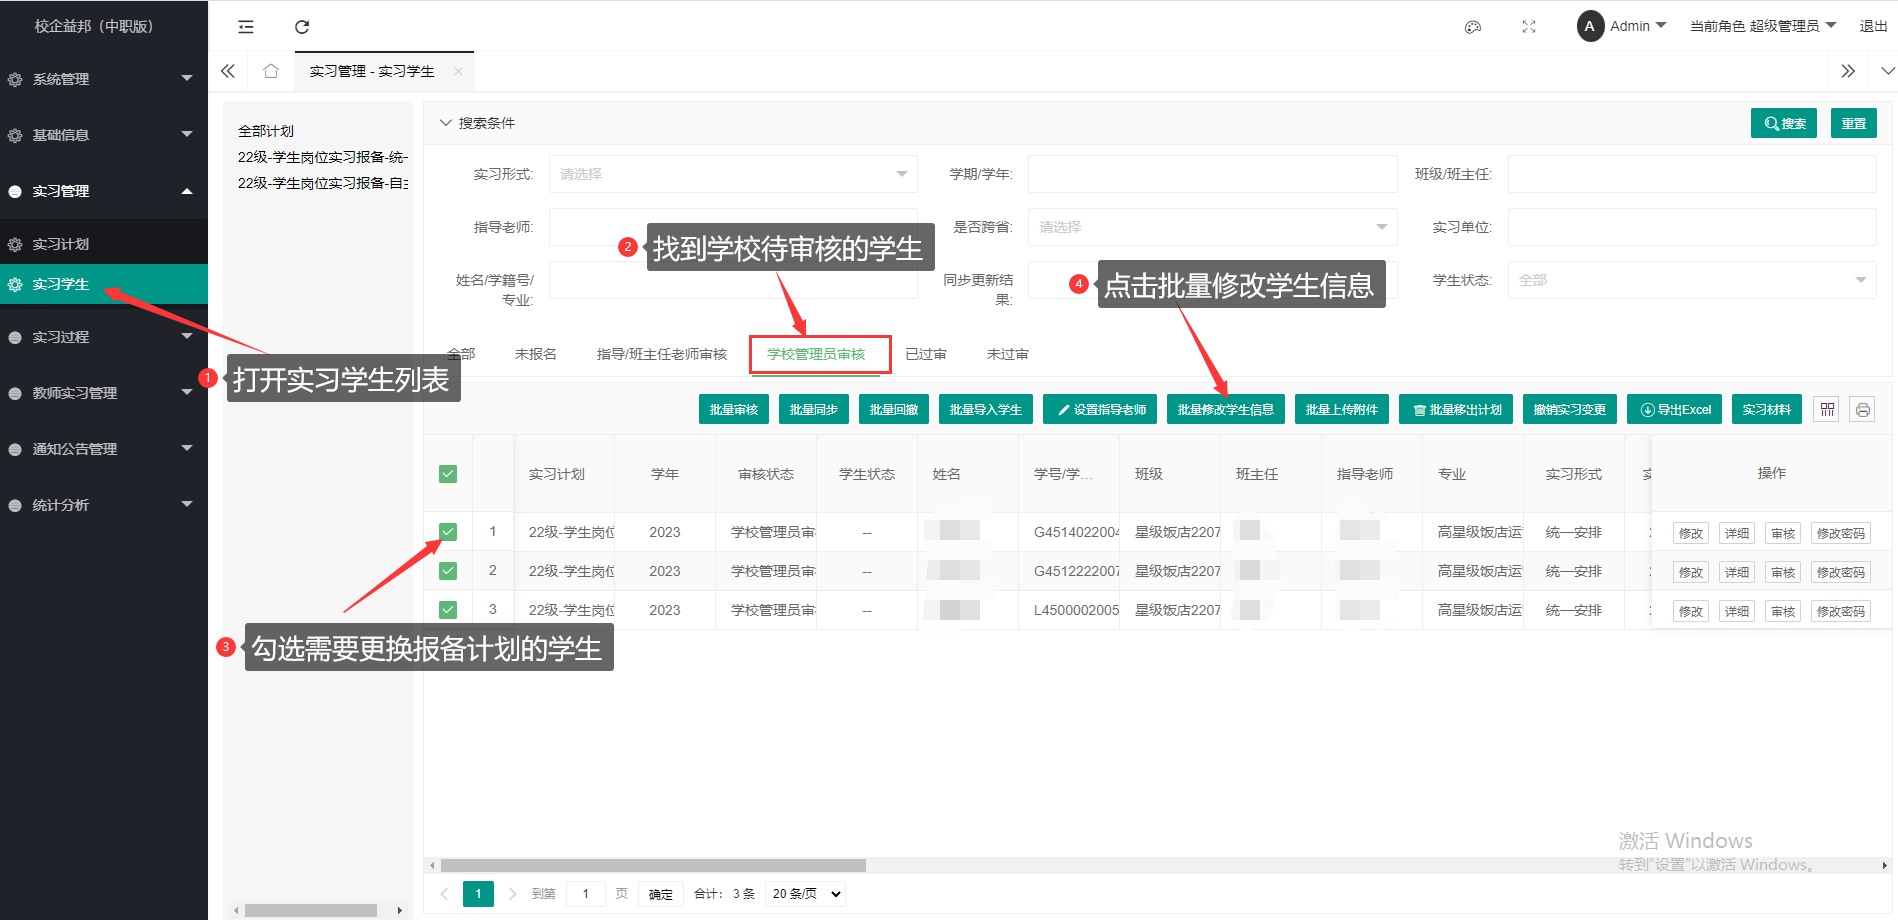 校企益邦（中职版）
Admin
当前角色 超级管理员
退出
系统管理
基础信息
实习管理
实习计划
实习学生
实习过程
教师实习管理
通知公告管理
统计分析
实习管理 - 实习学生
全部计划
22级-学生岗位实习报备-统一
22级-学生岗位实习报备-自主
搜索条件
搜索
重置
实习形式:
请选择
学期/学年:
班级/班主任:
指导老师:
是否跨省:
请选择
实习单位:
姓名/学籍号/
专业:
同步更新结
果:
学生状态:
全部
1 打开实习学生列表
2 找到学校待审核的学生
3 勾选需要更换报备计划的学生
4 点击批量修改学生信息
全部 未报名 指导/班主任老师审核 学校管理员审核 已过审 未过审
批量审核 批量同步 批量回撤 批量导入学生 设置指导老师 批量修改学生信息 批量上传附件 批量移出计划 撤销实习变更 导出Excel 实习材料
实习计划 学年 审核状态 学生状态 姓名 学号/学... 班级 班主任 指导老师 专业 实习形式 操作
1 22级-学生岗位 2023 学校管理员审 -- G4514022004 星级饭店2207 高星级饭店运 统一安排 修改 详细 审核 修改密码
2 22级-学生岗位 2023 学校管理员审 -- G4512222007 星级饭店2207 高星级饭店运 统一安排 修改 详细 审核 修改密码
3 22级-学生岗位 2023 学校管理员审 -- L4500002005 星级饭店2207 高星级饭店运 统一安排 修改 详细 审核 修改密码
1 到第 1 页 确定 合计： 3 条 20 条/页
激活 Windows
转到"设置"以激活 Windows。